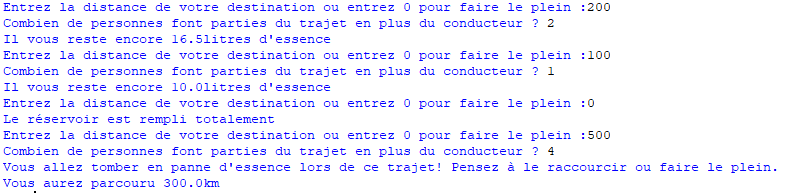 Entrez la distance de votre destination ou entrez 0 pour faire le plein :200
Combien de personnes font parties du trajet en plus du conducteur ? 2
Il vous reste encore 16.5litres d'essence
Entrez la distance de votre destination ou entrez 0 pour faire le plein :100
Combien de personnes font parties du trajet en plus du conducteur ? 1
Il vous reste encore 10.0litres d'essence
Entrez la distance de votre destination ou entrez 0 pour faire le plein :0
Le réservoir est rempli totalement
Entrez la distance de votre destination ou entrez 0 pour faire le plein :500
Combien de personnes font parties du trajet en plus du conducteur ? 4
Vous allez tomber en panne d'essence lors de ce trajet! Pensez à le raccourcir ou faire le plein.
Vous aurez parcouru 300.0km